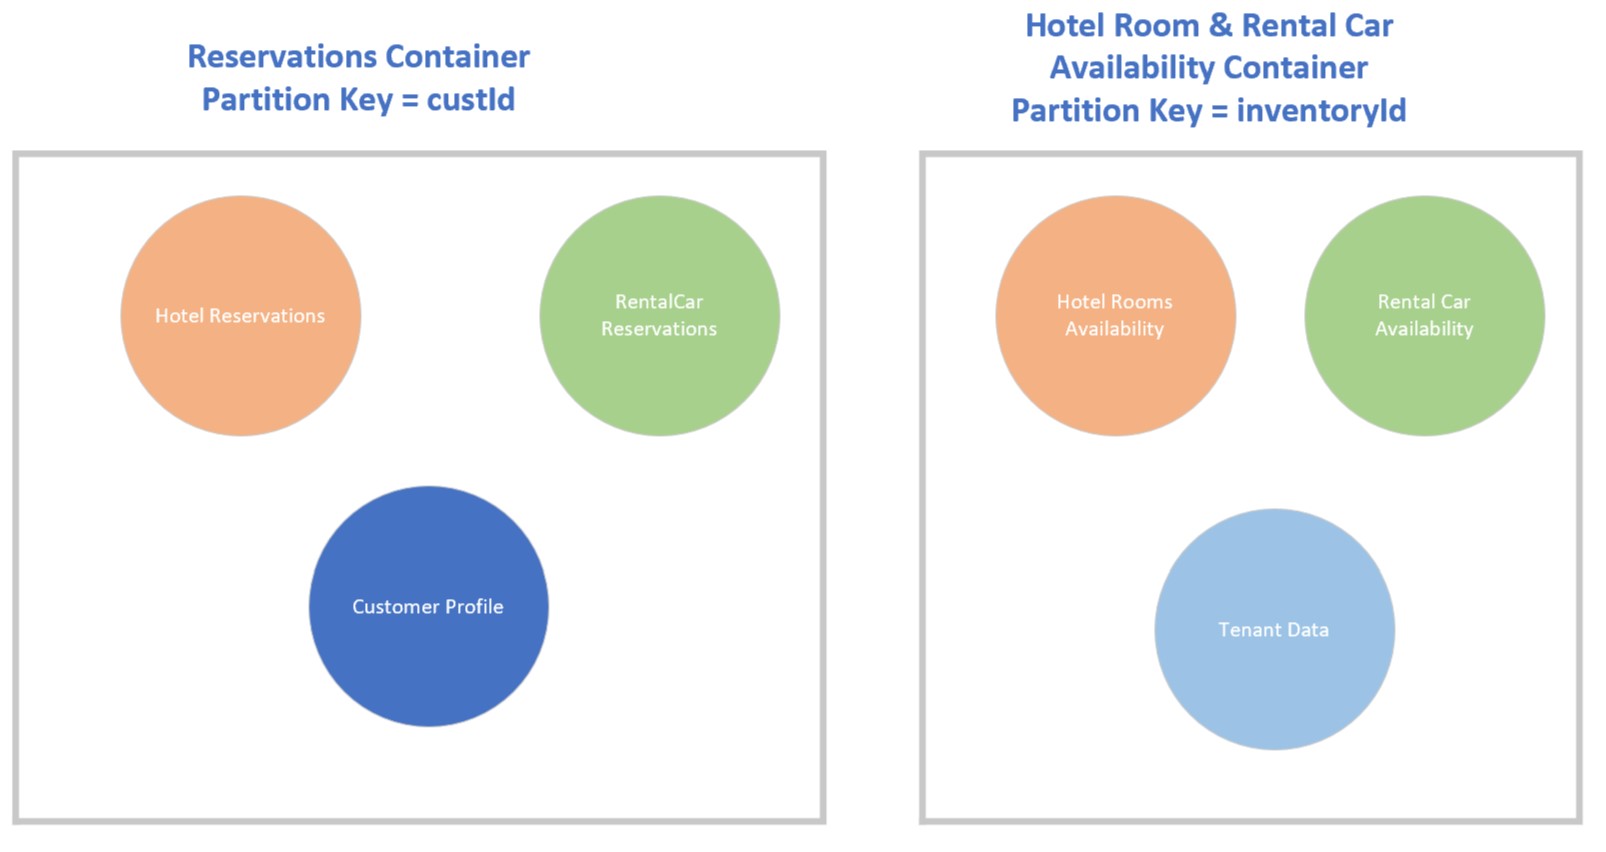 Reservations Container
Partition Key = custId
Hotel Room & Rental Car
Availability Container
Partition Key = inventoryId
Hotel Reservations
RentalCar
Reservations
Customer Profile
Hotel Rooms
Availability
Rental Car
Availability
Tenant Data